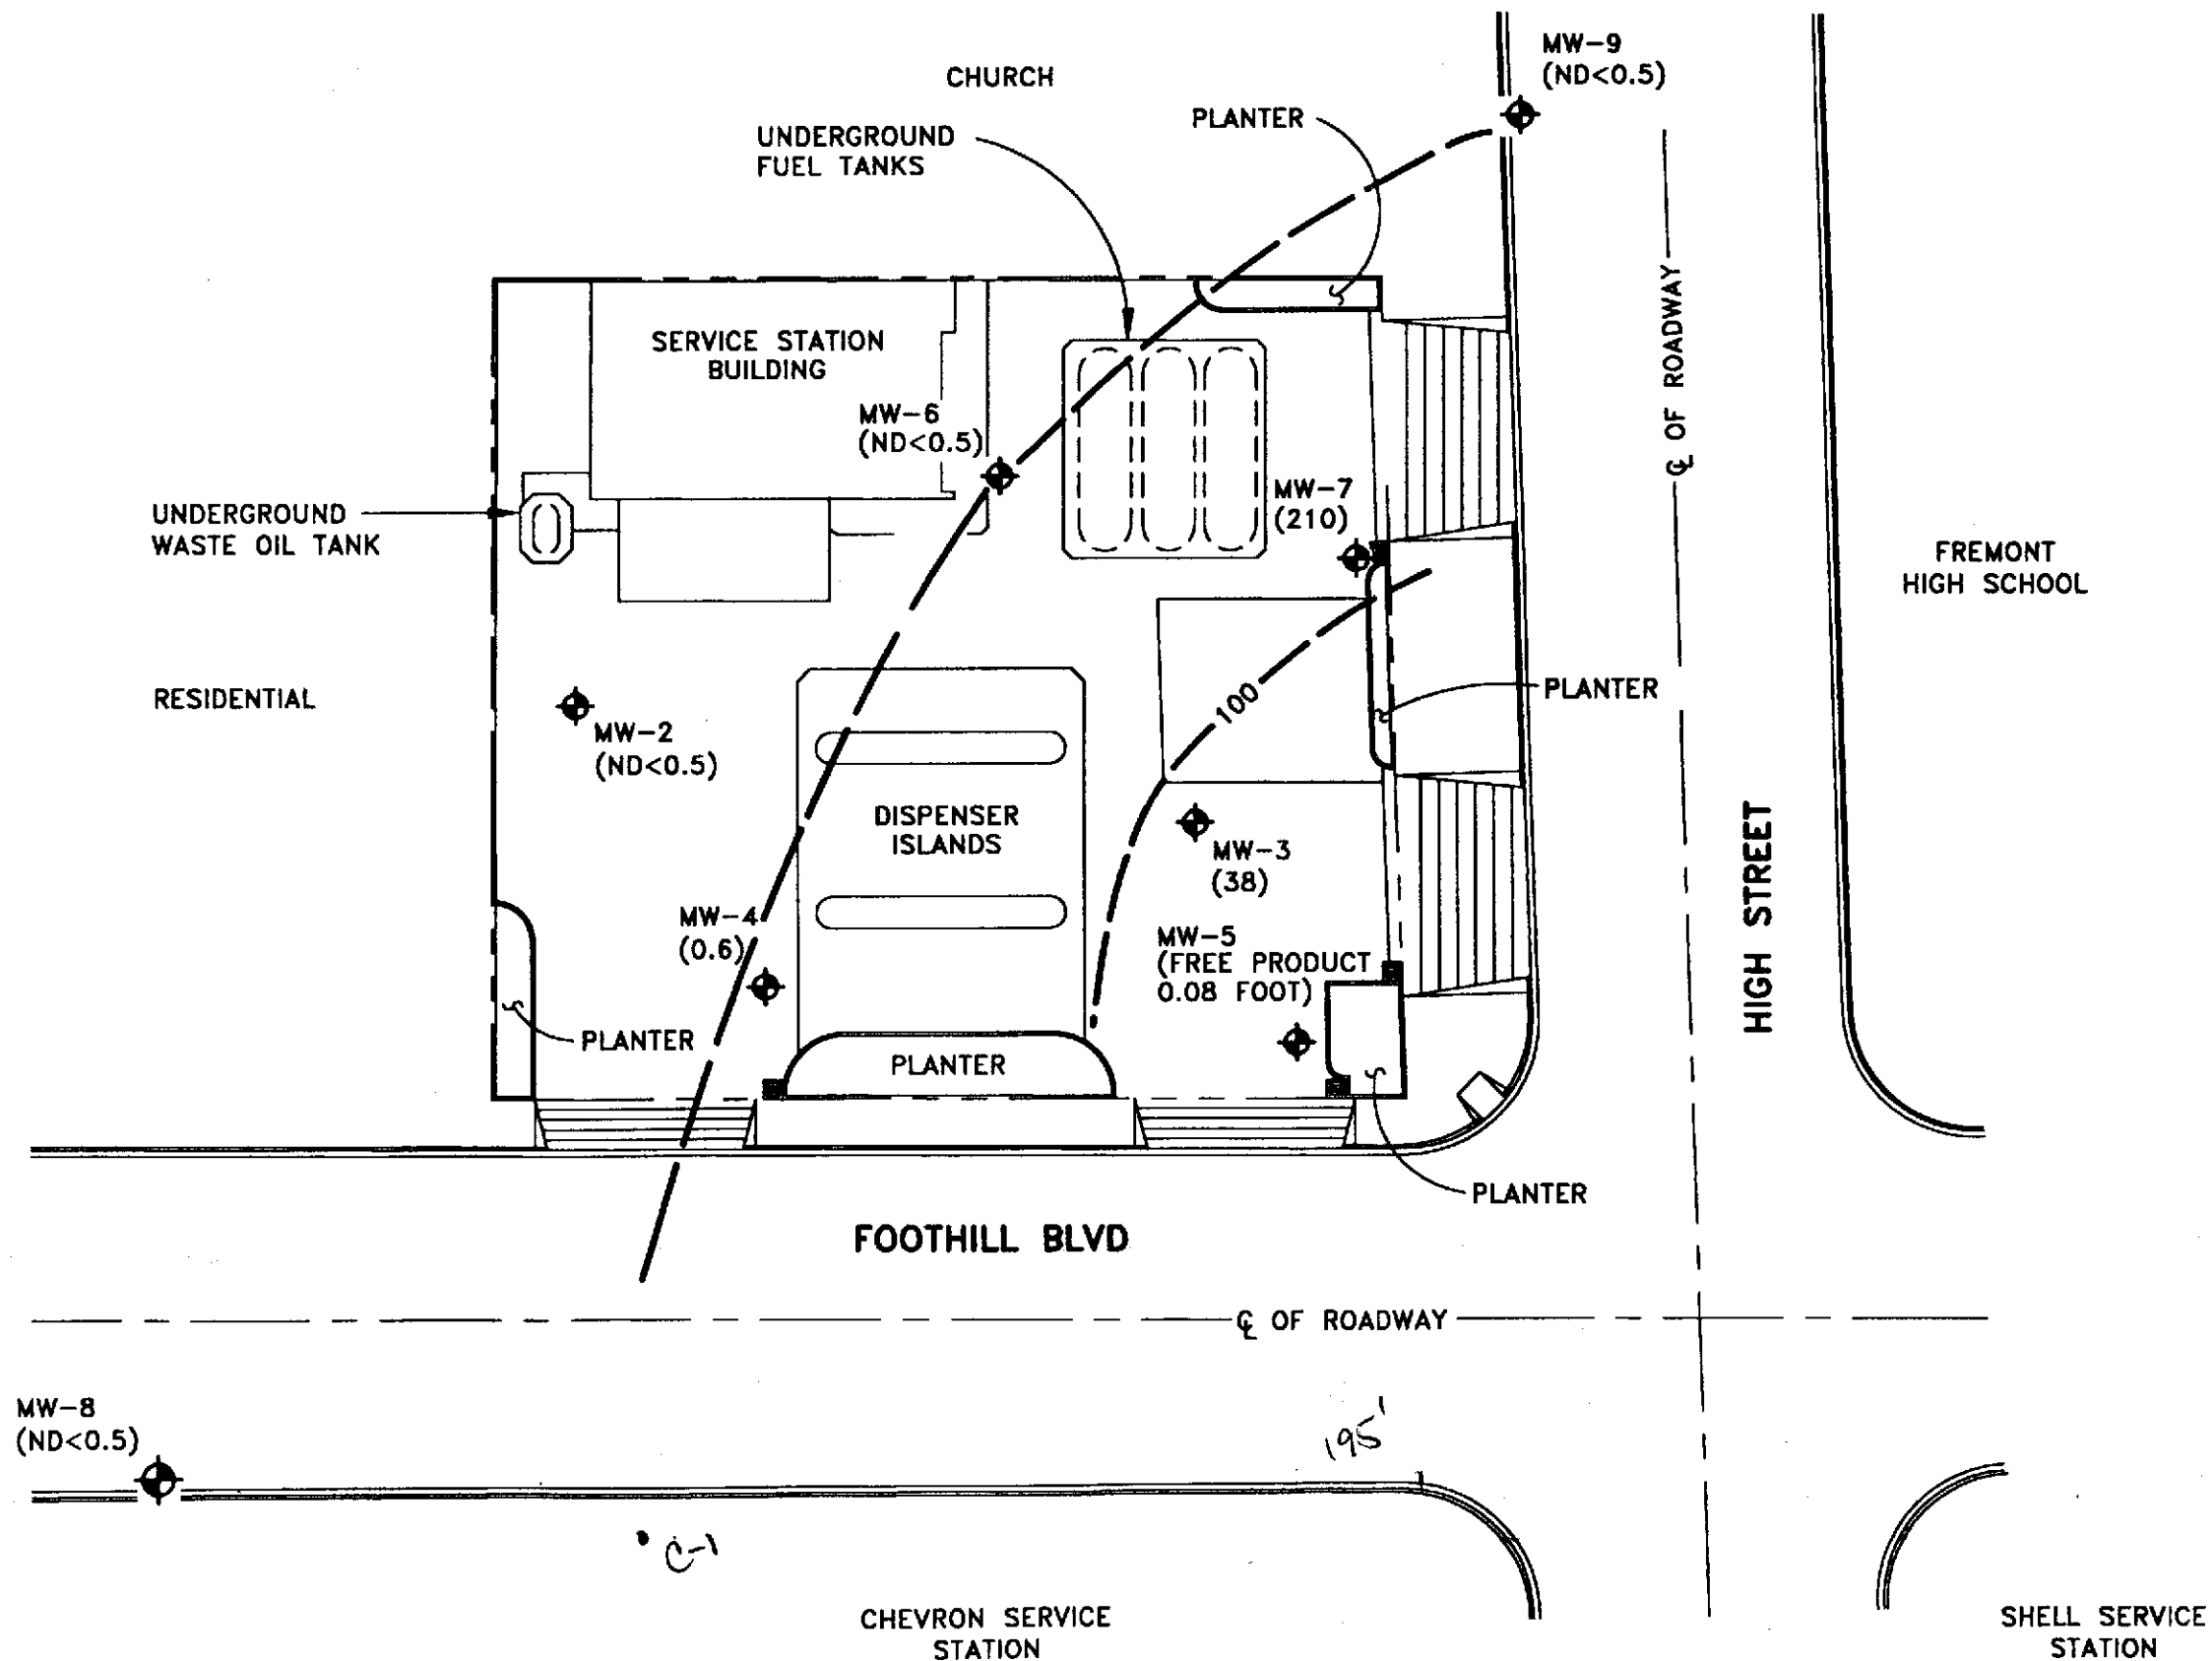 MW-9
(ND<0.5)
CHURCH
PLANTER
UNDERGROUND
FUEL TANKS
℄ OF ROADWAY
SERVICE STATION
BUILDING
MW-6
(ND<0.5)
MW-7
(210)
UNDERGROUND
WASTE OIL TANK
FREMONT
HIGH SCHOOL
RESIDENTIAL
PLANTER
100
MW-2
(ND<0.5)
DISPENSER
ISLANDS
MW-3
(38)
HIGH STREET
MW-4
(0.6)
MW-5
(FREE PRODUCT
0.08 FOOT)
PLANTER
PLANTER
PLANTER
FOOTHILL BLVD
℄ OF ROADWAY
MW-8
(ND<0.5)
195'
C-1
CHEVRON SERVICE
STATION
SHELL SERVICE
STATION